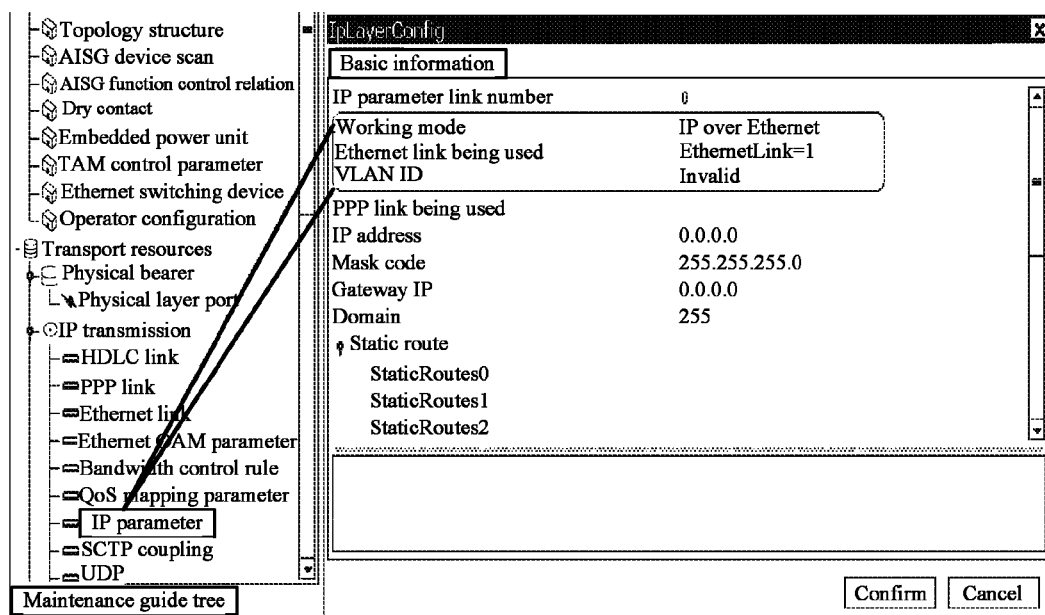 Topology structure
AISG device scan
AISG function control relation
Dry contact
Embedded power unit
TAM control parameter
Ethernet switching device
Operator configuration
Transport resources
Physical bearer
Physical layer port
IP transmission
HDLC link
PPP link
Ethernet link
Ethernet OAM parameter
Bandwidth control rule
QoS mapping parameter
IP parameter
SCTP coupling
UDP
Maintenance guide tree
IpLayerConfig
x
Basic information
IP parameter link number 0
Working mode IP over Ethernet
Ethernet link being used EthernetLink=1
VLAN ID Invalid
PPP link being used
IP address 0.0.0.0
Mask code 255.255.255.0
Gateway IP 0.0.0.0
Domain 255
Static route
StaticRoutes0
StaticRoutes1
StaticRoutes2
Confirm Cancel